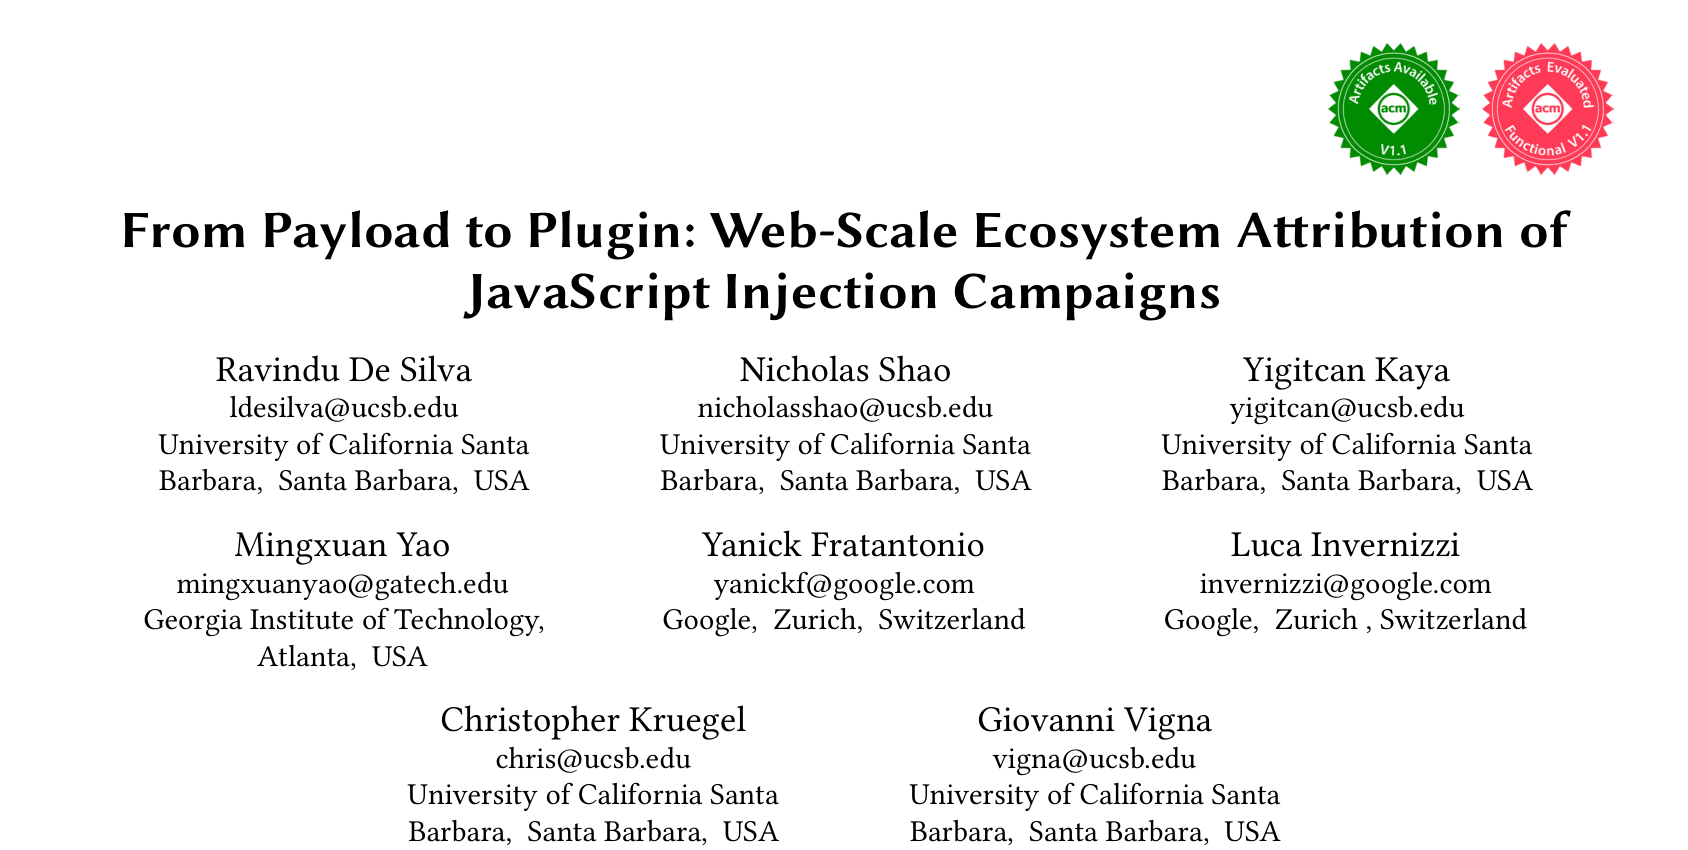 Artifacts Available
acm
V1.1
Artifacts Evaluated
acm
Functional V1.1
From Payload to Plugin: Web-Scale Ecosystem Attribution of
JavaScript Injection Campaigns
Ravindu De Silva
ldesilva@ucsb.edu
University of California Santa
Barbara, Santa Barbara, USA
Nicholas Shao
nicholasshao@ucsb.edu
University of California Santa
Barbara, Santa Barbara, USA
Yigitcan Kaya
yigitcan@ucsb.edu
University of California Santa
Barbara, Santa Barbara, USA
Mingxuan Yao
mingxuanyao@gatech.edu
Georgia Institute of Technology,
Atlanta, USA
Yanick Fratantonio
yanickf@google.com
Google, Zurich, Switzerland
Luca Invernizzi
invernizzi@google.com
Google, Zurich , Switzerland
Christopher Kruegel
chris@ucsb.edu
University of California Santa
Barbara, Santa Barbara, USA
Giovanni Vigna
vigna@ucsb.edu
University of California Santa
Barbara, Santa Barbara, USA